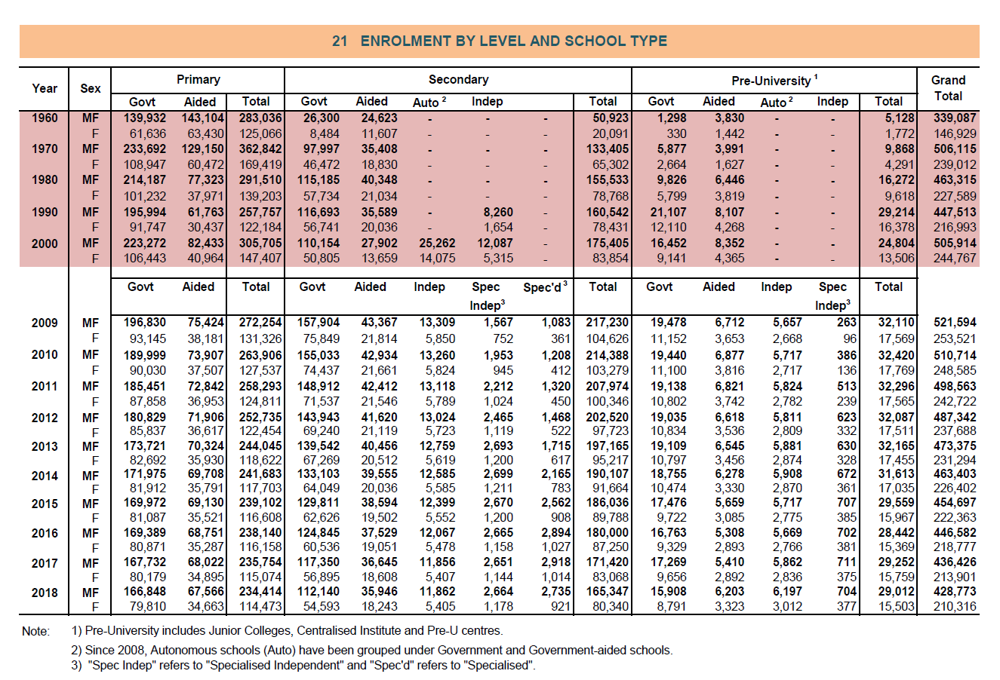 21 ENROLMENT BY LEVEL AND SCHOOL TYPE
Year Sex Primary Secondary Pre-University 1 Grand Total
Govt Aided Total Govt Aided Auto 2 Indep Total Govt Aided Auto 2 Indep Total
1960 MF 139,932 143,104 283,036 26,300 24,623 - - - 50,923 1,298 3,830 - - 5,128 339,087
F 61,636 63,430 125,066 8,484 11,607 - - - 20,091 330 1,442 - - 1,772 146,929
1970 MF 233,692 129,150 362,842 97,997 35,408 - - - 133,405 5,877 3,991 - - 9,868 506,115
F 108,947 60,472 169,419 46,472 18,830 - - - 65,302 2,664 1,627 - - 4,291 239,012
1980 MF 214,187 77,323 291,510 115,185 40,348 - - - 155,533 9,826 6,446 - - 16,272 463,315
F 101,232 37,971 139,203 57,734 21,034 - - - 78,768 5,799 3,819 - - 9,618 227,589
1990 MF 195,994 61,763 257,757 116,693 35,589 - 8,260 - 160,542 21,107 8,107 - - 29,214 447,513
F 91,747 30,437 122,184 56,741 20,036 - 1,654 - 78,431 12,110 4,268 - - 16,378 216,993
2000 MF 223,272 82,433 305,705 110,154 27,902 25,262 12,087 - 175,405 16,452 8,352 - - 24,804 505,914
F 106,443 40,964 147,407 50,805 13,659 14,075 5,315 - 83,854 9,141 4,365 - - 13,506 244,767
Govt Aided Total Govt Aided Indep Spec Indep3 Spec'd 3 Total Govt Aided Indep Spec Indep3 Total
2009 MF 196,830 75,424 272,254 157,904 43,367 13,309 1,567 1,083 217,230 19,478 6,712 5,657 263 32,110 521,594
F 93,145 38,181 131,326 75,849 21,814 5,850 752 361 104,626 11,152 3,653 2,668 96 17,569 253,521
2010 MF 189,999 73,907 263,906 155,033 42,934 13,260 1,953 1,208 214,388 19,440 6,877 5,717 386 32,420 510,714
F 90,030 37,507 127,537 74,437 21,661 5,824 945 412 103,279 11,100 3,816 2,717 136 17,769 248,585
2011 MF 185,451 72,842 258,293 148,912 42,412 13,118 2,212 1,320 207,974 19,138 6,821 5,824 513 32,296 498,563
F 87,858 36,953 124,811 71,537 21,546 5,789 1,024 450 100,346 10,802 3,742 2,782 239 17,565 242,722
2012 MF 180,829 71,906 252,735 143,943 41,620 13,024 2,465 1,468 202,520 19,035 6,618 5,811 623 32,087 487,342
F 85,837 36,617 122,454 69,240 21,119 5,723 1,119 522 97,723 10,834 3,536 2,809 332 17,511 237,688
2013 MF 173,721 70,324 244,045 139,542 40,456 12,759 2,693 1,715 197,165 19,109 6,545 5,881 630 32,165 473,375
F 82,692 35,930 118,622 67,269 20,512 5,619 1,200 617 95,217 10,797 3,456 2,874 328 17,455 231,294
2014 MF 171,975 69,708 241,683 133,103 39,555 12,585 2,699 2,165 190,107 18,755 6,278 5,908 672 31,613 463,403
F 81,912 35,791 117,703 64,049 20,036 5,585 1,211 783 91,664 10,474 3,330 2,870 361 17,035 226,402
2015 MF 169,972 69,130 239,102 129,811 38,594 12,399 2,670 2,562 186,036 17,476 5,659 5,717 707 29,559 454,697
F 81,087 35,521 116,608 62,626 19,502 5,552 1,200 908 89,788 9,722 3,085 2,775 385 15,967 222,363
2016 MF 169,389 68,751 238,140 124,845 37,529 12,067 2,665 2,894 180,000 16,763 5,308 5,669 702 28,442 446,582
F 80,871 35,287 116,158 60,536 19,051 5,478 1,158 1,027 87,250 9,329 2,893 2,766 381 15,369 218,777
2017 MF 167,732 68,022 235,754 117,350 36,645 11,856 2,651 2,918 171,420 17,269 5,410 5,862 711 29,252 436,426
F 80,179 34,895 115,074 56,895 18,608 5,407 1,144 1,014 83,068 9,656 2,892 2,836 375 15,759 213,901
2018 MF 166,848 67,566 234,414 112,140 35,946 11,862 2,664 2,735 165,347 15,908 6,203 6,197 704 29,012 428,773
F 79,810 34,663 114,473 54,593 18,243 5,405 1,178 921 80,340 8,791 3,323 3,012 377 15,503 210,316
Note: 1) Pre-University includes Junior Colleges, Centralised Institute and Pre-U centres.
2) Since 2008, Autonomous schools (Auto) have been grouped under Government and Government-aided schools.
3) "Spec Indep" refers to "Specialised Independent" and "Spec'd" refers to "Specialised".